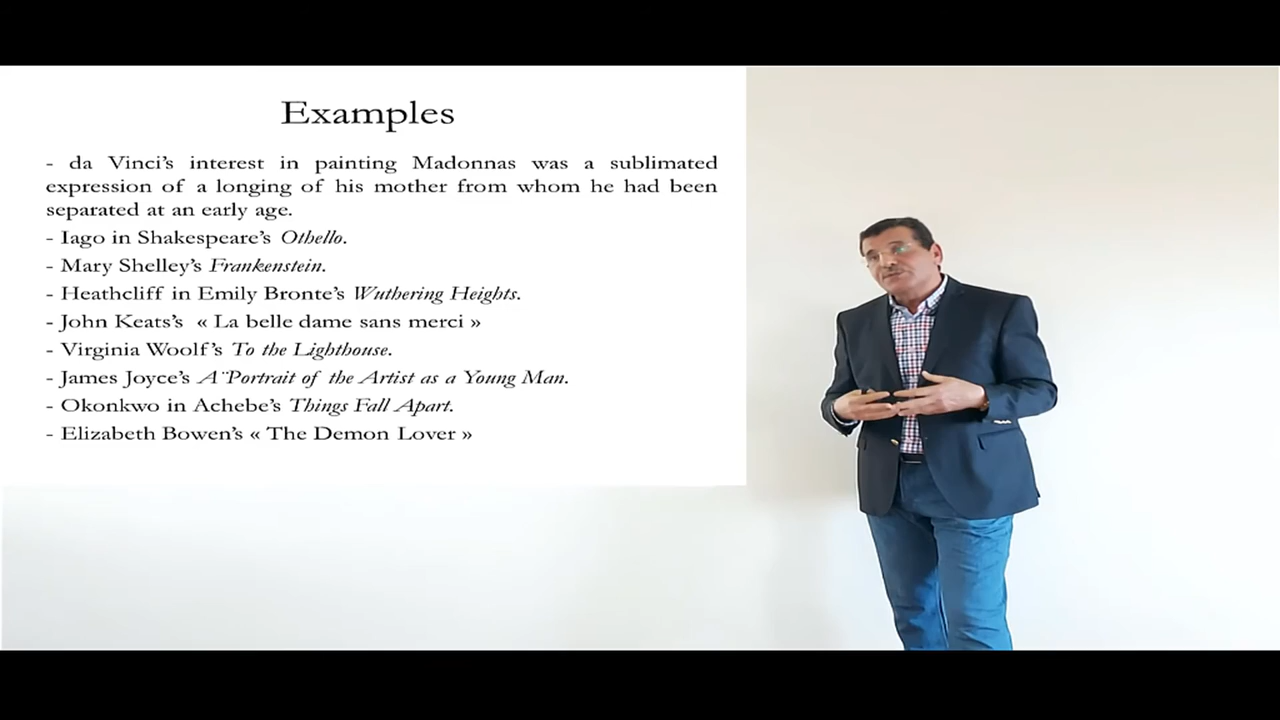 Examples
- da Vinci's interest in painting Madonnas was a sublimated
expression of a longing of his mother from whom he had been
separated at an early age.
- Iago in Shakespeare's Othello.
- Mary Shelley's Frankenstein.
- Heathcliff in Emily Bronte's Wuthering Heights.
- John Keats's « La belle dame sans merci »
- Virginia Woolf's To the Lighthouse.
- James Joyce's A¨Portrait of the Artist as a Young Man.
- Okonkwo in Achebe's Things Fall Apart.
- Elizabeth Bowen's « The Demon Lover »